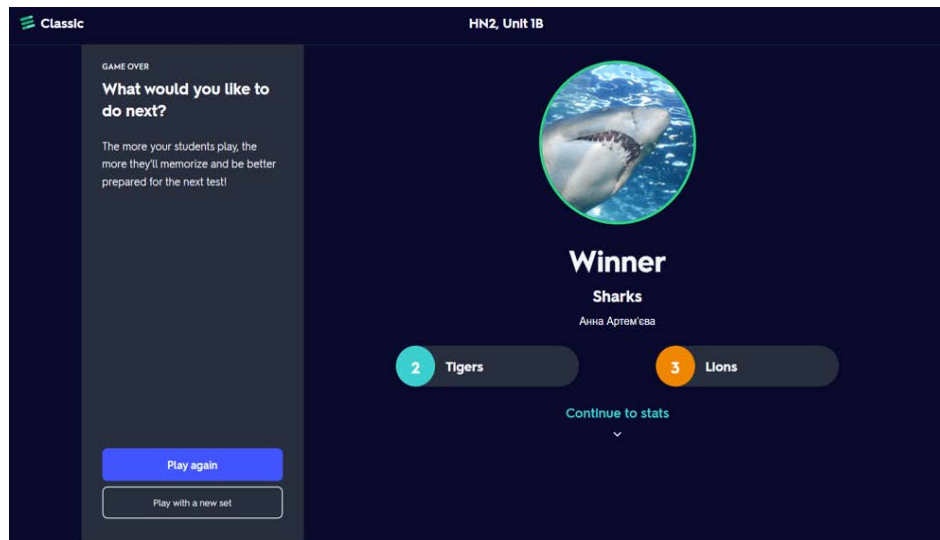 Classic
HN2, Unit 1B
GAME OVER
What would you like to
do next?
The more your students play, the
more they'll memorize and be better
prepared for the next test!
Play again
Play with a new set
Winner
Sharks
Анна Артем'єва
2 Tigers
3 Lions
Continue to stats